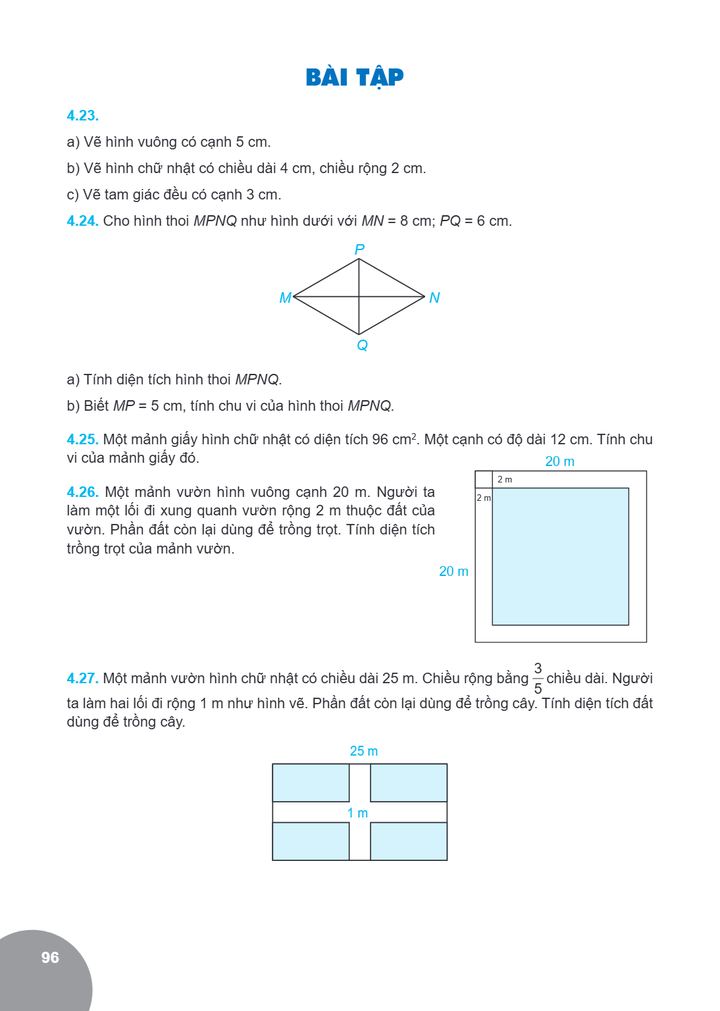 BÀI TẬP
4.23.
a) Vẽ hình vuông có cạnh 5 cm.
b) Vẽ hình chữ nhật có chiều dài 4 cm, chiều rộng 2 cm.
c) Vẽ tam giác đều có cạnh 3 cm.
4.24. Cho hình thoi MPNQ như hình dưới với MN = 8 cm; PQ = 6 cm.
P
M
N
Q
a) Tính diện tích hình thoi MPNQ.
b) Biết MP = 5 cm, tính chu vi của hình thoi MPNQ.
4.25. Một mảnh giấy hình chữ nhật có diện tích 96 cm². Một cạnh có độ dài 12 cm. Tính chu
vi của mảnh giấy đó.
4.26. Một mảnh vườn hình vuông cạnh 20 m. Người ta
làm một lối đi xung quanh vườn rộng 2 m thuộc đất của
vườn. Phần đất còn lại dùng để trồng trọt. Tính diện tích
trồng trọt của mảnh vườn.
20 m
2 m
2 m
20 m
4.27. Một mảnh vườn hình chữ nhật có chiều dài 25 m. Chiều rộng bằng 3/5 chiều dài. Người
ta làm hai lối đi rộng 1 m như hình vẽ. Phần đất còn lại dùng để trồng cây. Tính diện tích đất
dùng để trồng cây.
25 m
1 m
96